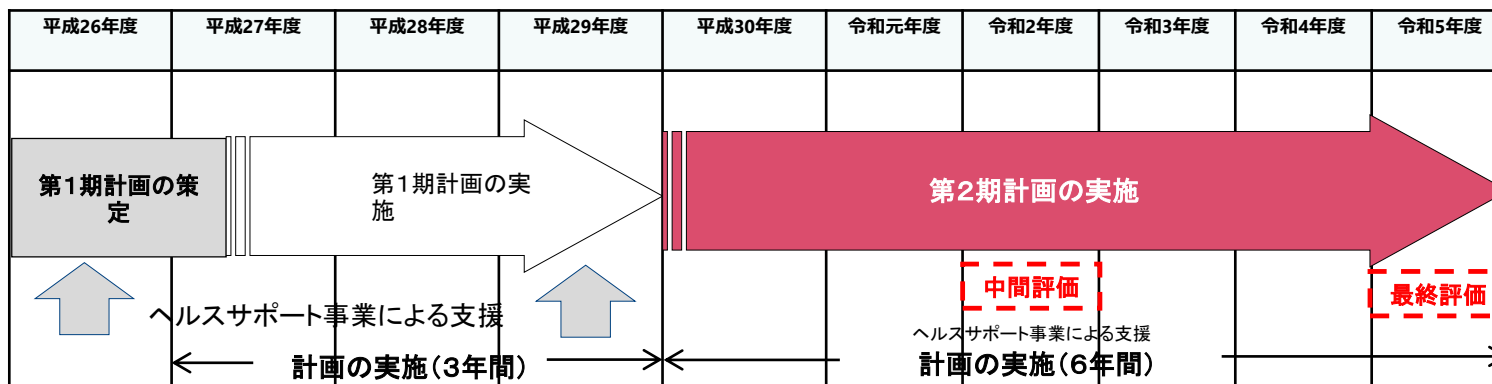 平成26年度 平成27年度 平成28年度 平成29年度 平成30年度 令和元年度 令和2年度 令和3年度 令和4年度 令和5年度
第1期計画の策
定
第1期計画の実
施
第2期計画の実施
中間評価
最終評価
ヘルスサポート事業による支援
計画の実施(3年間)
ヘルスサポート事業による支援
計画の実施(6年間)